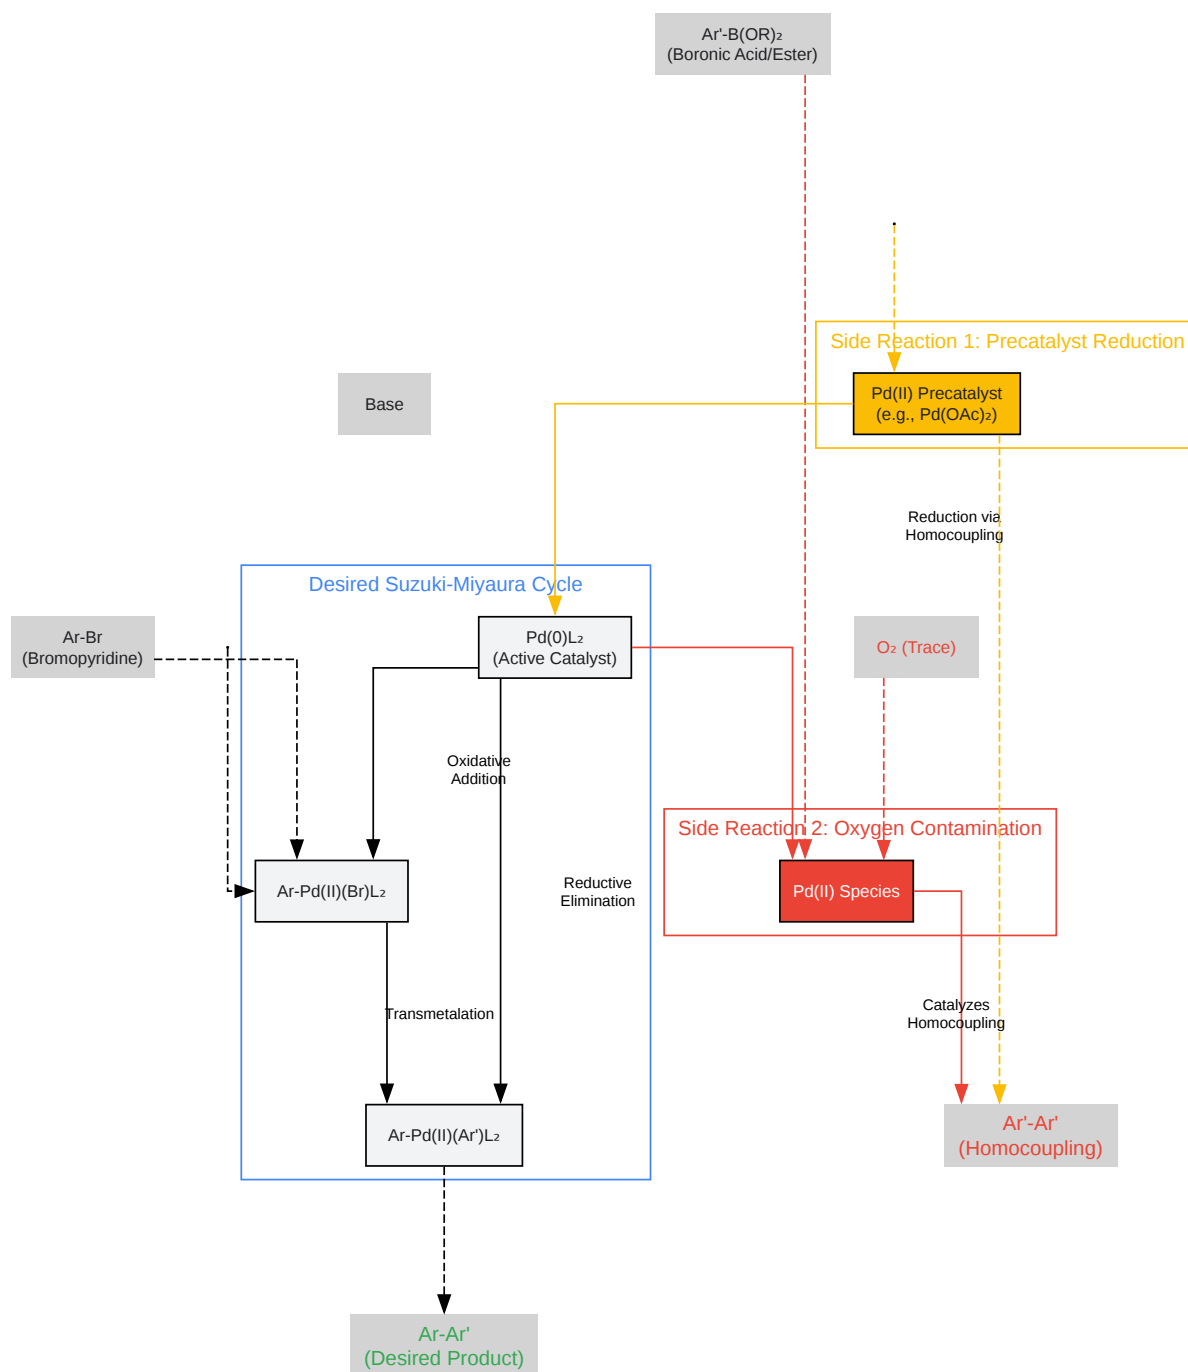 Ar'-B(OR)₂
(Boronic Acid/Ester)
Side Reaction 1: Precatalyst Reduction
Pd(II) Precatalyst
(e.g., Pd(OAc)₂)
Base
Reduction via
Homocoupling
Desired Suzuki-Miyaura Cycle
Ar-Br
(Bromopyridine)
Pd(0)L₂
(Active Catalyst)
O₂ (Trace)
Oxidative
Addition
Side Reaction 2: Oxygen Contamination
Ar-Pd(II)(Br)L₂
Reductive
Elimination
Pd(II) Species
Transmetalation
Catalyzes
Homocoupling
Ar-Pd(II)(Ar')L₂
Ar'-Ar'
(Homocoupling)
Ar-Ar'
(Desired Product)